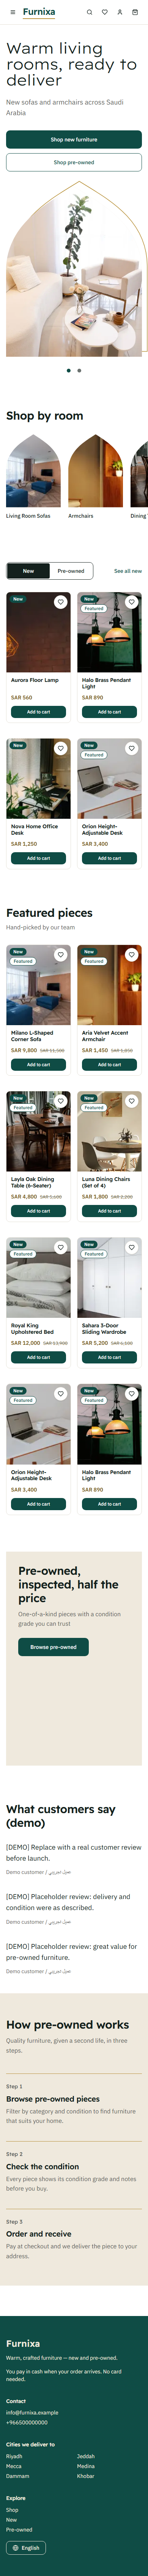 Furnixa
Warm living
rooms, ready to
deliver
New sofas and armchairs across Saudi
Arabia
Shop new furniture
Shop pre-owned
Shop by room
Living Room Sofas
Armchairs
Dining
New
Pre-owned
See all new
New
New
Featured
Aurora Floor Lamp
SAR 560
Add to cart
Halo Brass Pendant
Light
SAR 890
Add to cart
New
New
Featured
Nova Home Office
Desk
SAR 1,250
Add to cart
Orion Height-
Adjustable Desk
SAR 3,400
Add to cart
Featured pieces
Hand-picked by our team
New
Featured
New
Featured
Milano L-Shaped
Corner Sofa
SAR 9,800
Add to cart
Aria Velvet Accent
Armchair
SAR 1,450
Add to cart
New
Featured
New
Featured
Layla Oak Dining
Table (6-Seater)
SAR 4,800
Add to cart
Luna Dining Chairs
(Set of 4)
SAR 1,800
Add to cart
New
Featured
New
Featured
Royal King
Upholstered Bed
SAR 12,000
Add to cart
Sahara 3-Door
Sliding Wardrobe
SAR 5,200
Add to cart
New
Featured
New
Featured
Orion Height-
Adjustable Desk
SAR 3,400
Add to cart
Halo Brass Pendant
Light
SAR 890
Add to cart
Pre-owned,
inspected, half the
price
One-of-a-kind pieces with a condition
grade you can trust
Browse pre-owned
What customers say
(demo)
[DEMO] Replace with a real customer review
before launch.
Demo customer / عميل تجريبي
[DEMO] Placeholder review: delivery and
condition were as described.
Demo customer / عميل تجريبي
[DEMO] Placeholder review: great value for
pre-owned furniture.
Demo customer / عميل تجريبي
How pre-owned works
Quality furniture, given a second life, in three
steps.
Step 1
Browse pre-owned pieces
Filter by category and condition to find furniture
that suits your home.
Step 2
Check the condition
Every piece shows its condition grade and notes
before you buy.
Step 3
Order and receive
Pay at checkout and we deliver the piece to your
address.
Furnixa
Warm, crafted furniture — new and pre-owned.
You pay in cash when your order arrives. No card
needed.
Contact
info@furnixa.example
+966500000000
Cities we deliver to
Riyadh
Jeddah
Mecca
Medina
Dammam
Khobar
Explore
Shop
New
Pre-owned
English